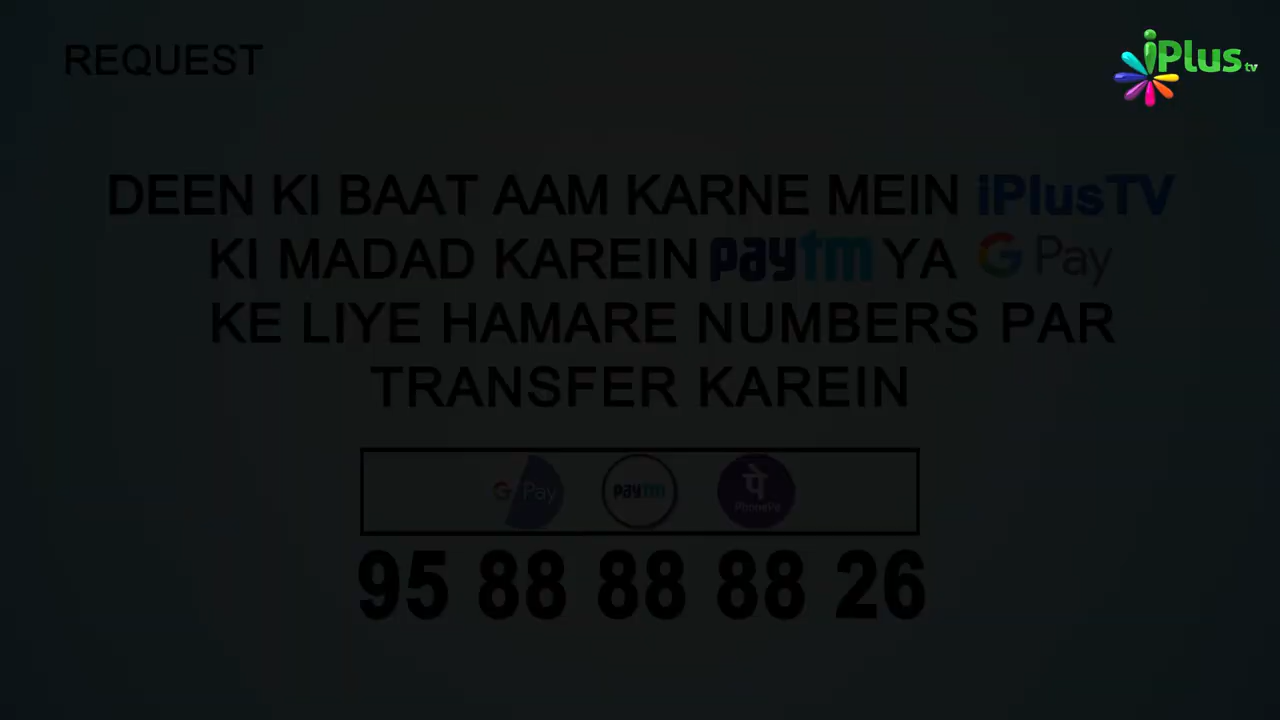 REQUEST
iPlus tv
DEEN KI BAAT AAM KARNE MEIN iPlusTV
KI MADAD KAREIN paytm YA G Pay
KE LIYE HAMARE NUMBERS PAR
TRANSFER KAREIN
G Pay paytm पे PhonePe
95 88 88 88 26